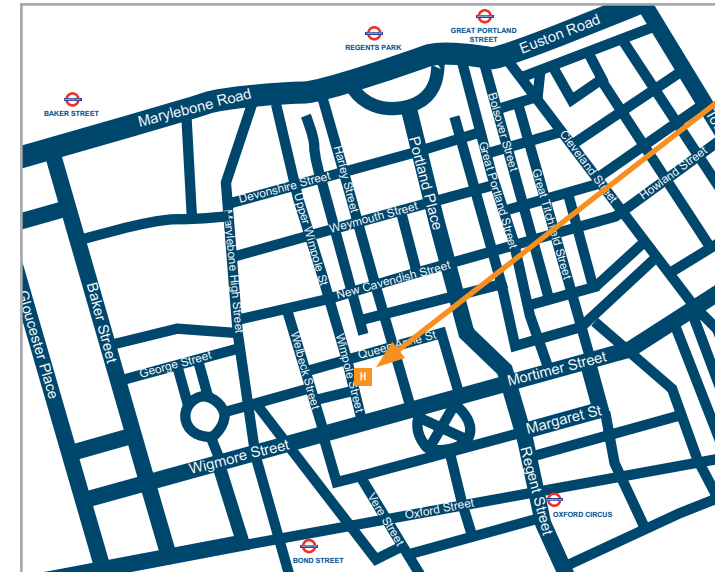 GREAT PORTLAND
STREET
REGENTS PARK
Euston Road
BAKER STREET
Marylebone Road
Bolsover Street
Cleveland Street
Howland Street
Harley Street
Portland Place
Great Portland Street
Great Titchfield Street
Devonshire Street
Upper Wimpole St
Weymouth Street
Marylebone High Street
New Cavendish Street
Gloucester Place
Baker Street
Queen Anne St
George Street
Welbeck Street
Wimpole Street
H
Mortimer Street
Margaret St
Wigmore Street
Regent Street
Vere Street
Oxford Street
OXFORD CIRCUS
BOND STREET